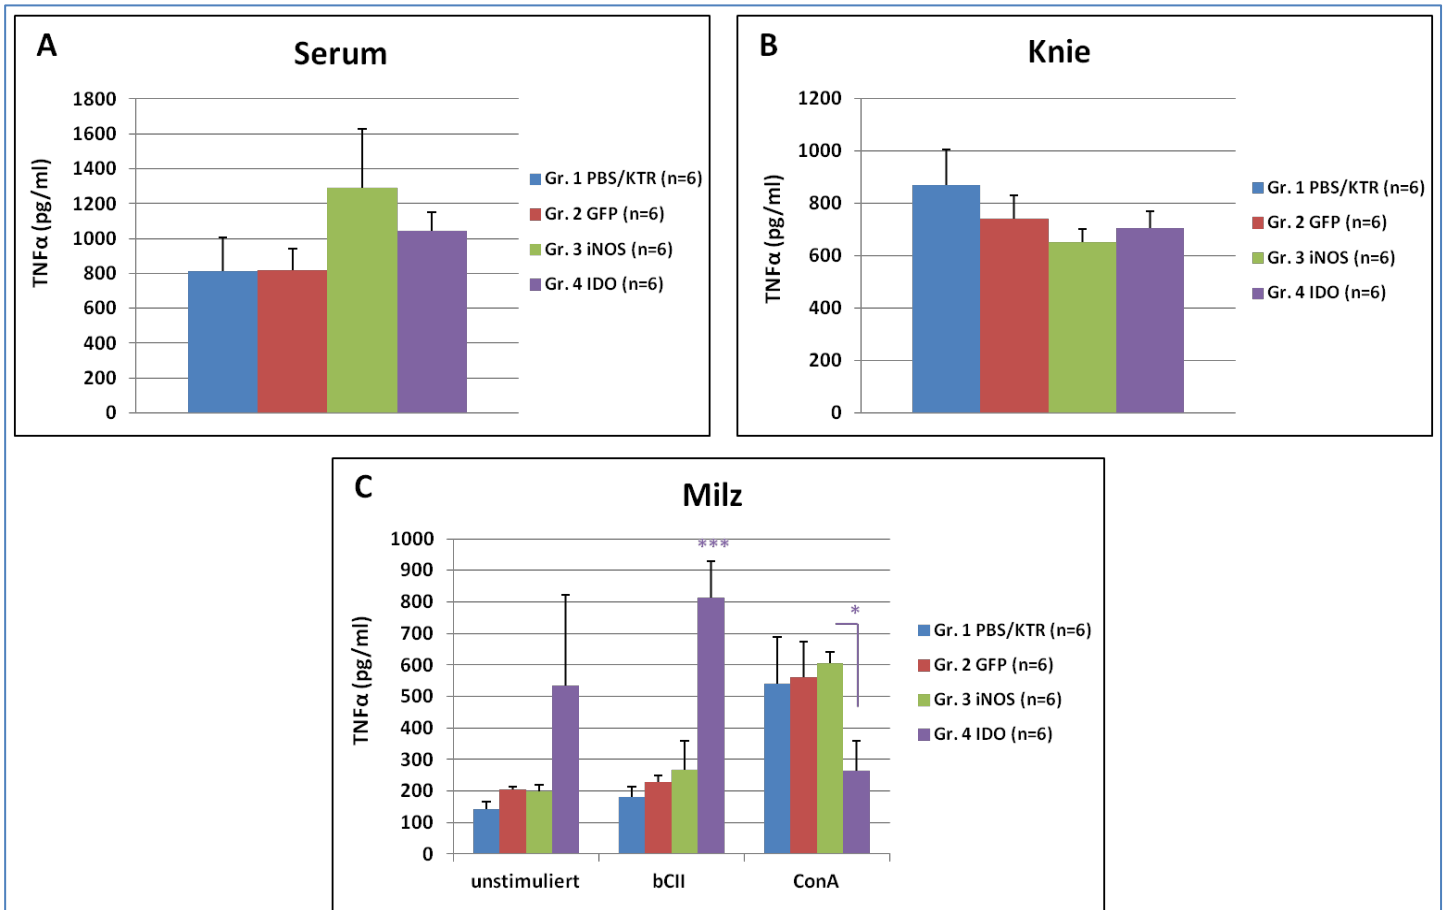 A
Serum
TNFα (pg/ml)
1800
1600
1400
1200
1000
800
600
400
200
0
Gr. 1 PBS/KTR (n=6)
Gr. 2 GFP (n=6)
Gr. 3 iNOS (n=6)
Gr. 4 IDO (n=6)
B
Knie
TNFα (pg/ml)
1200
1000
800
600
400
200
0
Gr. 1 PBS/KTR (n=6)
Gr. 2 GFP (n=6)
Gr. 3 iNOS (n=6)
Gr. 4 IDO (n=6)
C
Milz
TNFα (pg/ml)
1000
900
800
700
600
500
400
300
200
100
0
***
*
unstimuliert
bCII
ConA
Gr. 1 PBS/KTR (n=6)
Gr. 2 GFP (n=6)
Gr. 3 iNOS (n=6)
Gr. 4 IDO (n=6)